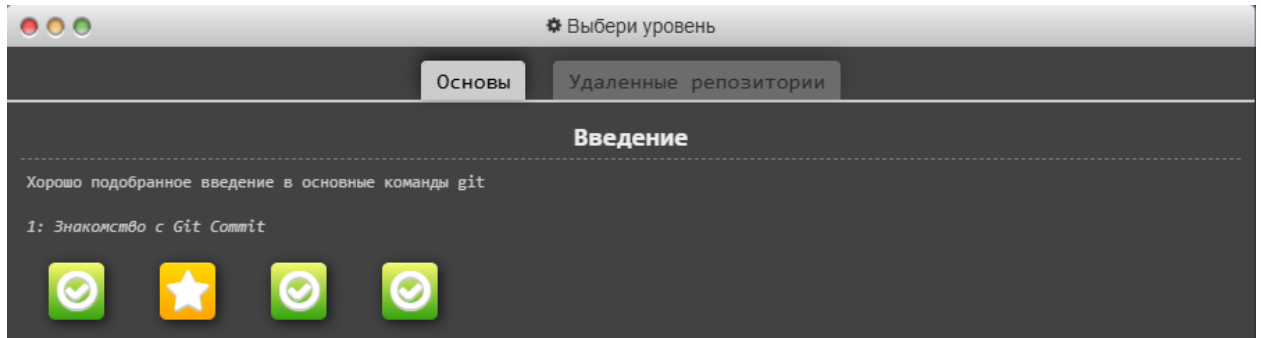 Выбери уровень
Основы
Удаленные репозитории
Введение
Хорошо подобранное введение в основные команды git
1: Знакомство с Git Commit